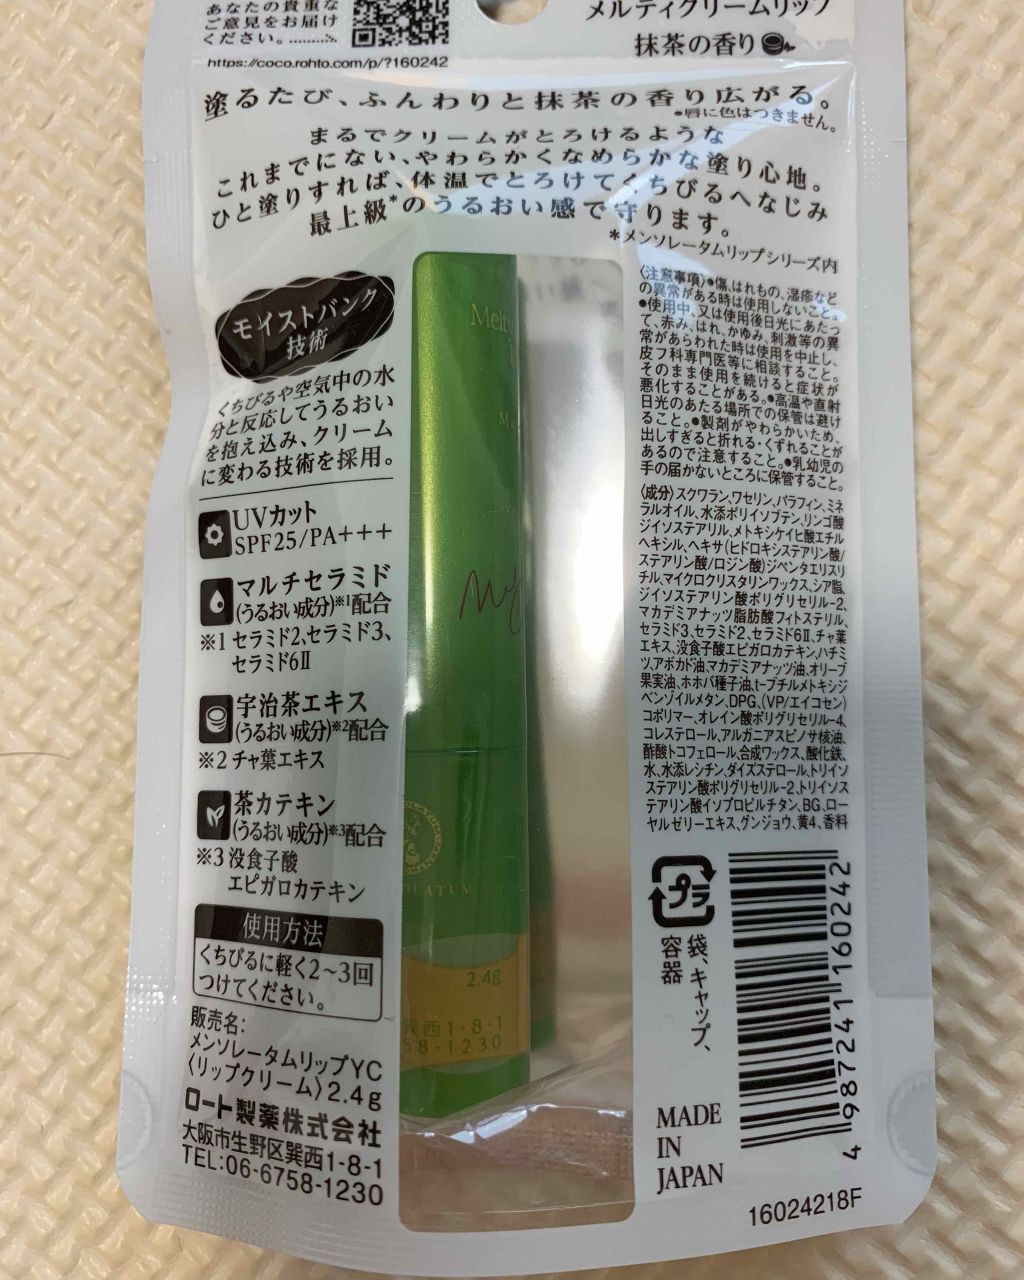 あなたの貴重な
ご意見をお届け
ください。
https://coco.rohto.com/p/?160242
メルティクリームリップ
抹茶の香り
塗るたび、ふんわりと抹茶の香り広がる。
●唇に色はつきません。
まるでクリームがとろけるような
これまでにない、やわらかくなめらかな塗り心地。
ひと塗りすれば、体温でとろけてくちびるへなじみ
最上級*のうるおい感で守ります。
*メンソレータムリップシリーズ内
モイストバンク
技術
くちびるや空気中の水
分と反応してうるおい
を抱え込み、クリーム
に変わる技術を採用。
UVカット
SPF25/PA+++
マルチセラミド
(うるおい成分)※1配合
※1 セラミド2、セラミド3、
セラミド6Ⅱ
宇治茶エキス
(うるおい成分)※2配合
※2 チャ葉エキス
茶カテキン
(うるおい成分)※3配合
※3 没食子酸
エピガロカテキン
使用方法
くちびるに軽く2〜3回
つけてください。
販売名:
メンソレータムリップYC
〈リップクリーム〉2.4g
ロート製薬株式会社
大阪市生野区巽西1-8-1
TEL:06-6758-1230
Melty
2.4g
巽西1-8-1
58-1230
〈注意事項〉●傷、はれもの、湿疹など
の異常がある時は使用しないこと。
●使用中、又は使用後日光にあたっ
て、赤み、はれ、かゆみ、刺激等の異
常があらわれた時は使用を中止し、
皮フ科専門医等に相談すること。
そのまま使用を続けると症状が
悪化することがある。●高温や直射
日光のあたる場所での保管は避け
ること。●製剤がやわらかいため、
出しすぎると折れる・くずれることが
あるので注意すること。●乳幼児の
手の届かないところに保管すること。
〈成分〉スクワラン、ワセリン、パラフィン、ミネ
ラルオイル、水添ポリイソブテン、リンゴ酸
ジイソステアリル、メトキシケイヒ酸エチル
ヘキシル、ヘキサ(ヒドロキシステアリン酸/
ステアリン酸/ロジン酸)ジペンタエリスリ
チル、マイクロクリスタリンワックス、シア脂、
ジイソステアリン酸ポリグリセリル-2、
マカデミアナッツ脂肪酸フィトステリル、
セラミド3、セラミド2、セラミド6Ⅱ、チャ葉
エキス、没食子酸エピガロカテキン、ハチミ
ツ、アボカド油、マカデミアナッツ油、オリーブ
果実油、ホホバ種子油、t-ブチルメトキシジ
ベンゾイルメタン、DPG、(VP/エイコセン)
コポリマー、オレイン酸ポリグリセリル-4、
コレステロール、アルガニアスピノサ核油、
酢酸トコフェロール、合成ワックス、酸化鉄、
水、水添レシチン、ダイズステロール、トリイソ
ステアリン酸ポリグリセリル-2、トリイソス
テアリン酸イソプロピルチタン、BG、ロー
ヤルゼリーエキス、グンジョウ、黄4、香料
プラ
袋、キャップ、
容器
MADE
IN
JAPAN
4 987241 160242
16024218F